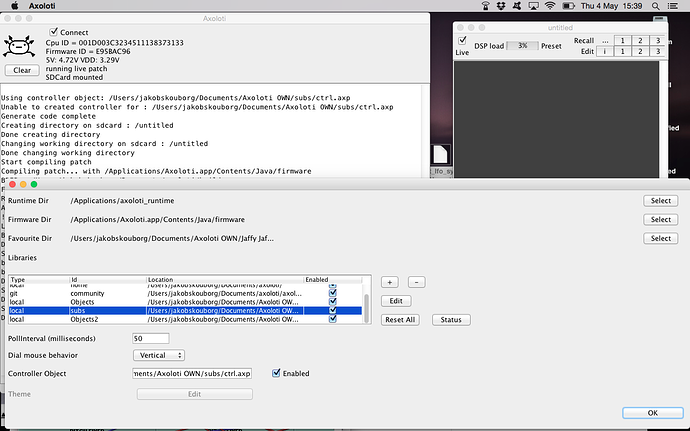 Axoloti
Thu 4 May 15:39
Axoloti
Connect
Cpu ID = 001D003C3234511138373133
Firmware ID = E95BAC96
5V: 4.72V VDD: 3.29V
running live patch
SDCard mounted
Clear
Using controller object: /Users/jakobskouborg/Documents/Axoloti OWN/subs/ctrl.axp
Unable to created controller for : /Users/jakobskouborg/Documents/Axoloti OWN/subs/ctrl.axp
Generate code complete
Creating directory on sdcard : /untitled
Done creating directory
Changing working directory on sdcard : /untitled
Done changing working directory
Start compiling patch
Compiling patch... with /Applications/Axoloti.app/Contents/Java/firmware
untitled
Live
DSP load 3% Preset
Recall ... 1 2 3
Edit i 1 2 3
Runtime Dir /Applications/axoloti_runtime Select
Firmware Dir /Applications/Axoloti.app/Contents/Java/firmware Select
Favourite Dir /Users/jakobskouborg/Documents/Axoloti OWN/Jaffy Jaf... Select
Libraries
Type Id Location Enabled
local home /Users/jakobskouborg/Documents/axoloti/
git community /Users/jakobskouborg/Documents/axoloti/axol...
local Objects /Users/jakobskouborg/Documents/Axoloti OW...
local subs /Users/jakobskouborg/Documents/Axoloti OW...
local Objects2 /Users/jakobskouborg/Documents/Axoloti OW...
+ -
Edit
Reset All Status
PollInterval (milliseconds) 50
Dial mouse behavior Vertical
Controller Object ments/Axoloti OWN/subs/ctrl.axp Enabled
Theme Edit
OK